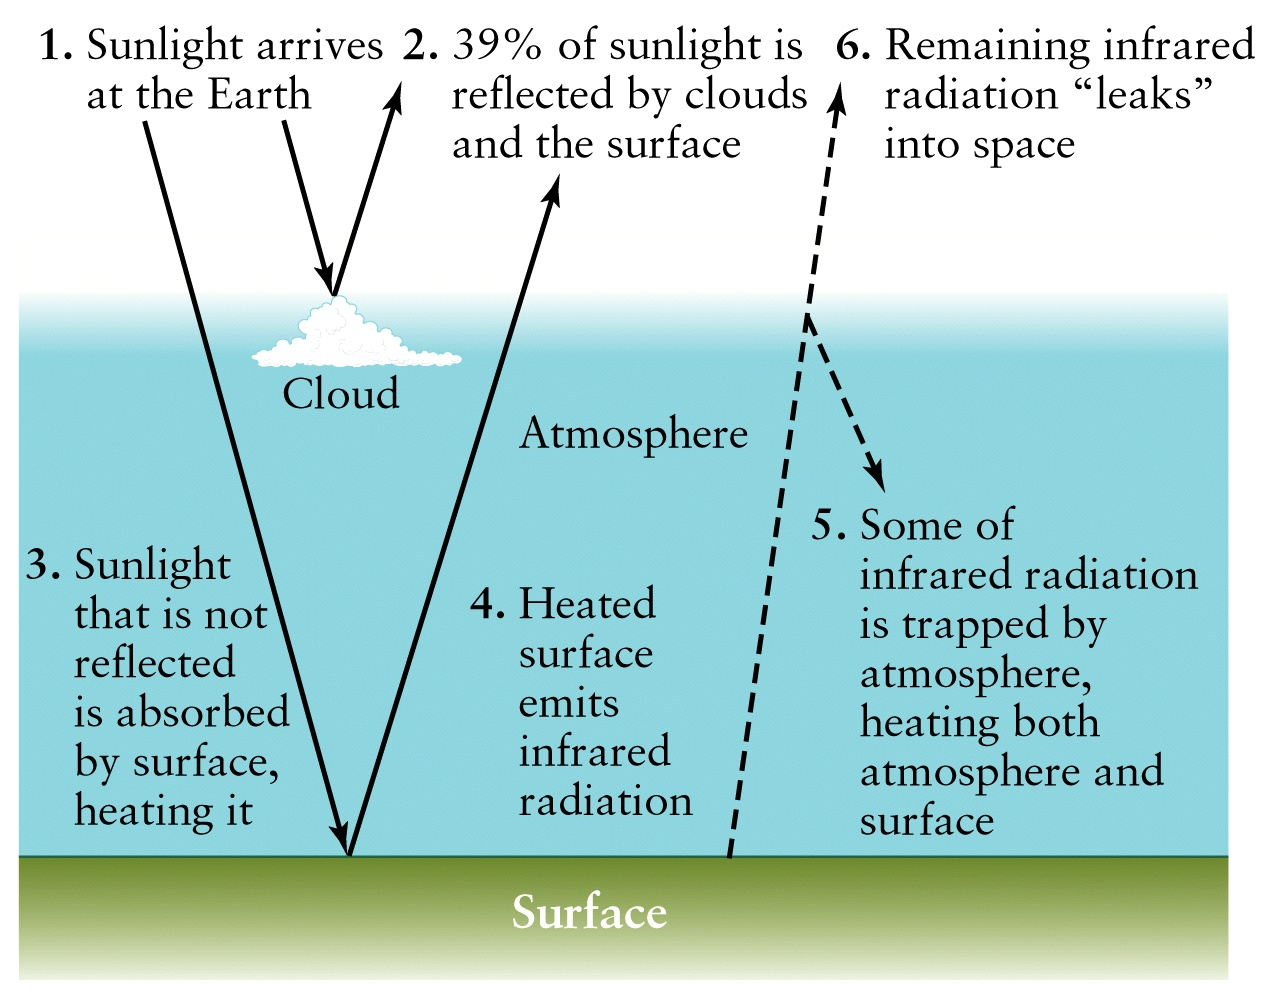 1. Sunlight arrives
at the Earth
2. 39% of sunlight is
reflected by clouds
and the surface
6. Remaining infrared
radiation “leaks”
into space
Cloud
Atmosphere
3. Sunlight
that is not
reflected
is absorbed
by surface,
heating it
4. Heated
surface
emits
infrared
radiation
5. Some of
infrared radiation
is trapped by
atmosphere,
heating both
atmosphere and
surface
Surface